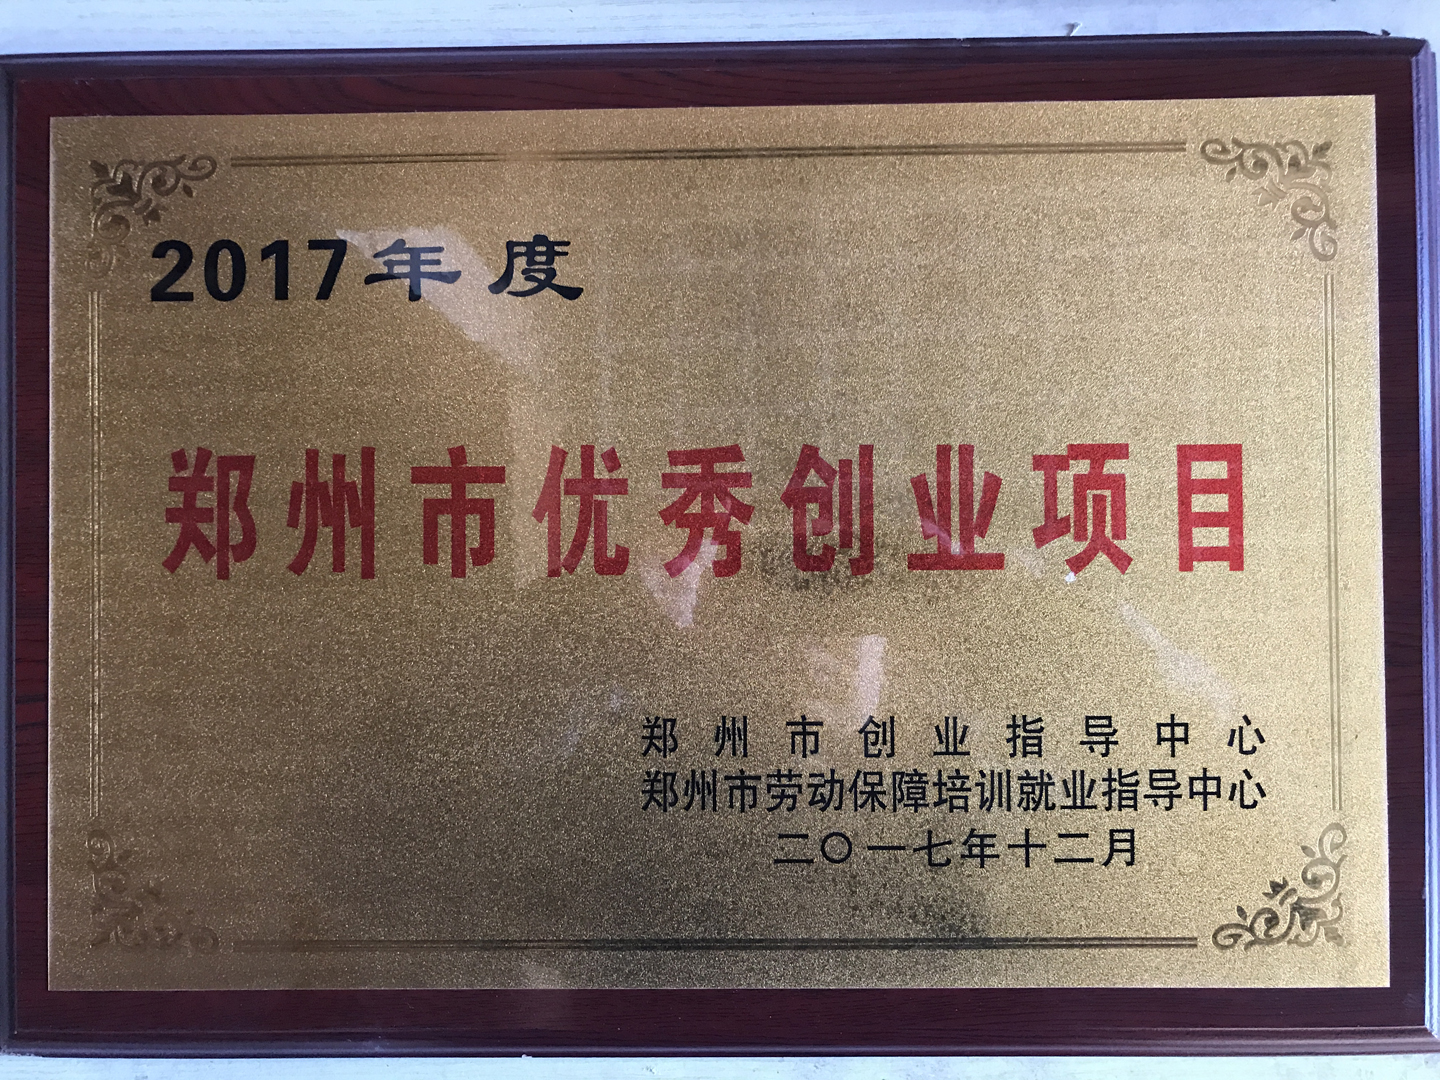 2017年度
郑州市优秀创业项目
郑州市创业指导中心
郑州市劳动保障培训就业指导中心
二〇一七年十二月